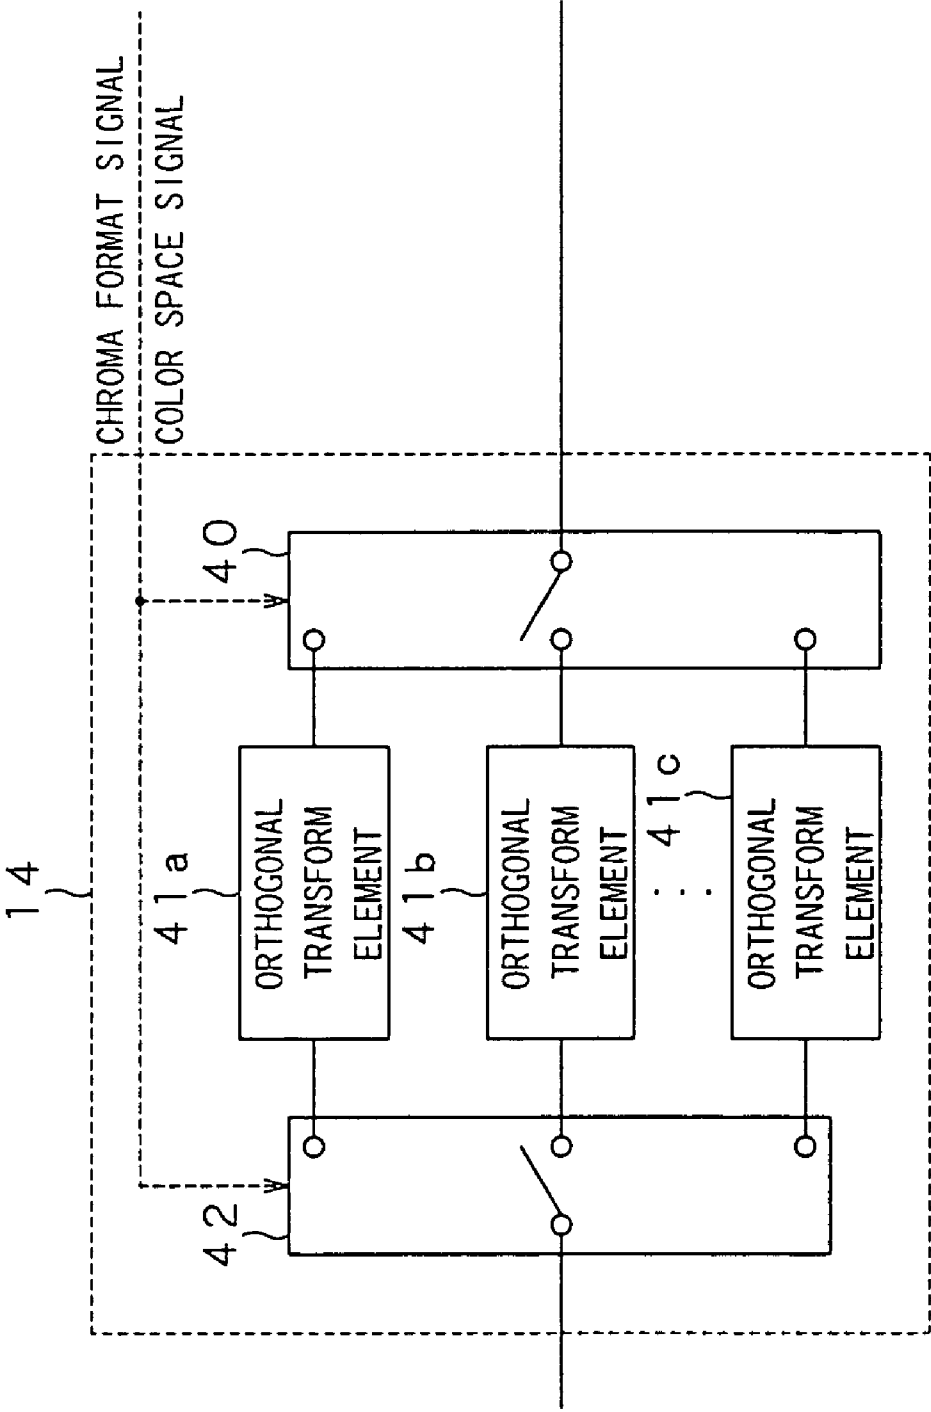 14
CHROMA FORMAT SIGNAL
COLOR SPACE SIGNAL
42
41a
40
ORTHOGONAL
TRANSFORM
ELEMENT
41b
ORTHOGONAL
TRANSFORM
ELEMENT
...
41c
ORTHOGONAL
TRANSFORM
ELEMENT